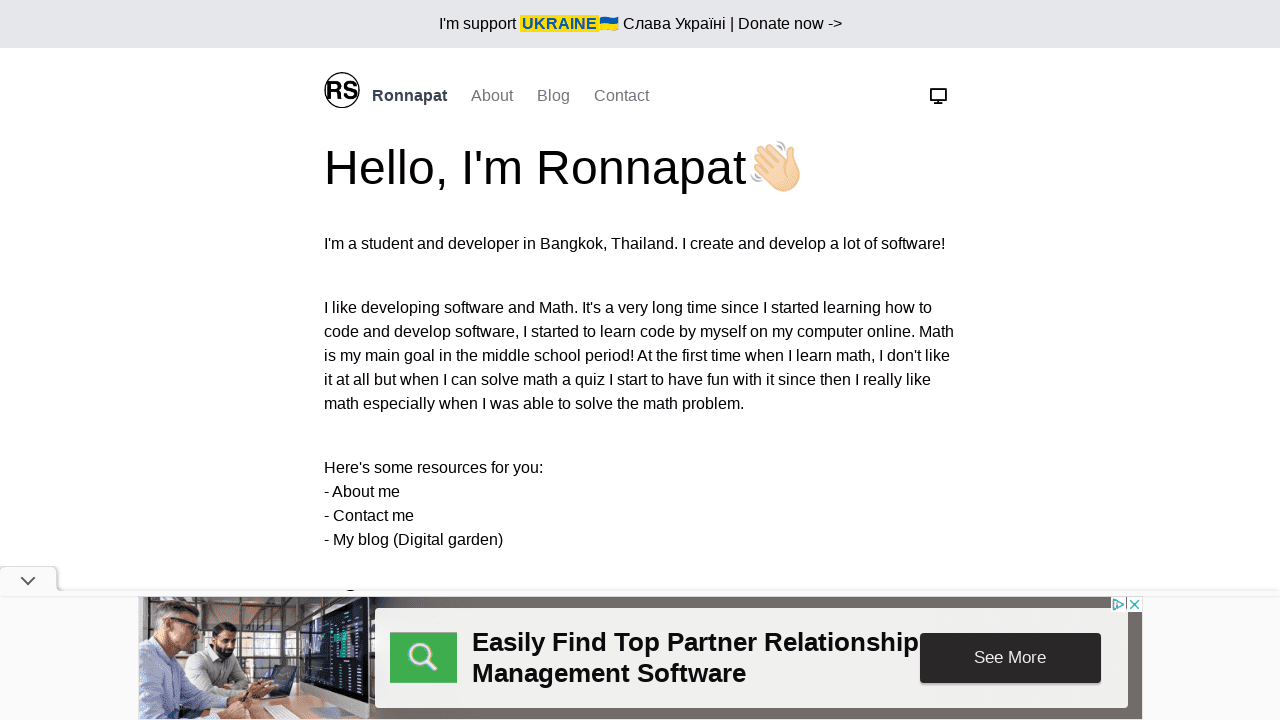 I'm support UKRAINE🇺🇦 Слава Україні | Donate now ->
RS Ronnapat About Blog Contact
Hello, I'm Ronnapat👋🏻
I'm a student and developer in Bangkok, Thailand. I create and develop a lot of software!
I like developing software and Math. It's a very long time since I started learning how to
code and develop software, I started to learn code by myself on my computer online. Math
is my main goal in the middle school period! At the first time when I learn math, I don't like
it at all but when I can solve math a quiz I start to have fun with it since then I really like
math especially when I was able to solve the math problem.
Here's some resources for you:
- About me
- Contact me
- My blog (Digital garden)
Easily Find Top Partner Relationship
Management Software
See More